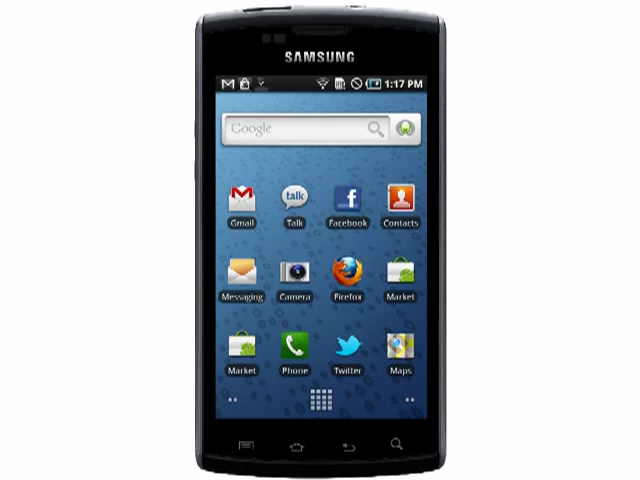 SAMSUNG
1:17 PM
Google
Gmail Talk Facebook Contacts
talk
Messaging Camera Firefox Market
Market Phone Twitter Maps